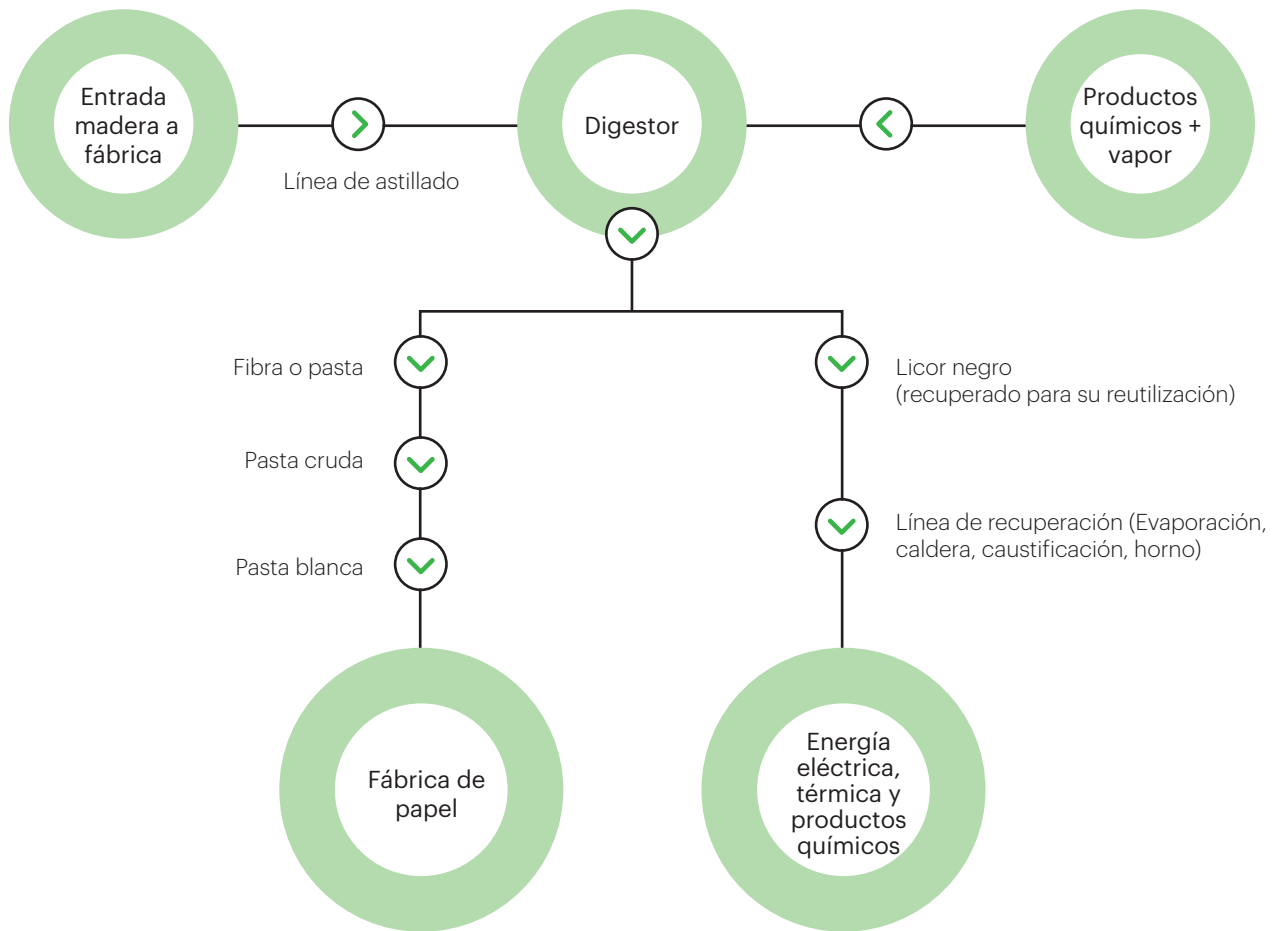 Entrada
madera a
fábrica
Línea de astillado
Digestor
Productos
químicos +
vapor
Fibra o pasta
Pasta cruda
Pasta blanca
Licor negro
(recuperado para su reutilización)
Línea de recuperación (Evaporación,
caldera, caustificación, horno)
Fábrica de
papel
Energía
eléctrica,
térmica y
productos
químicos